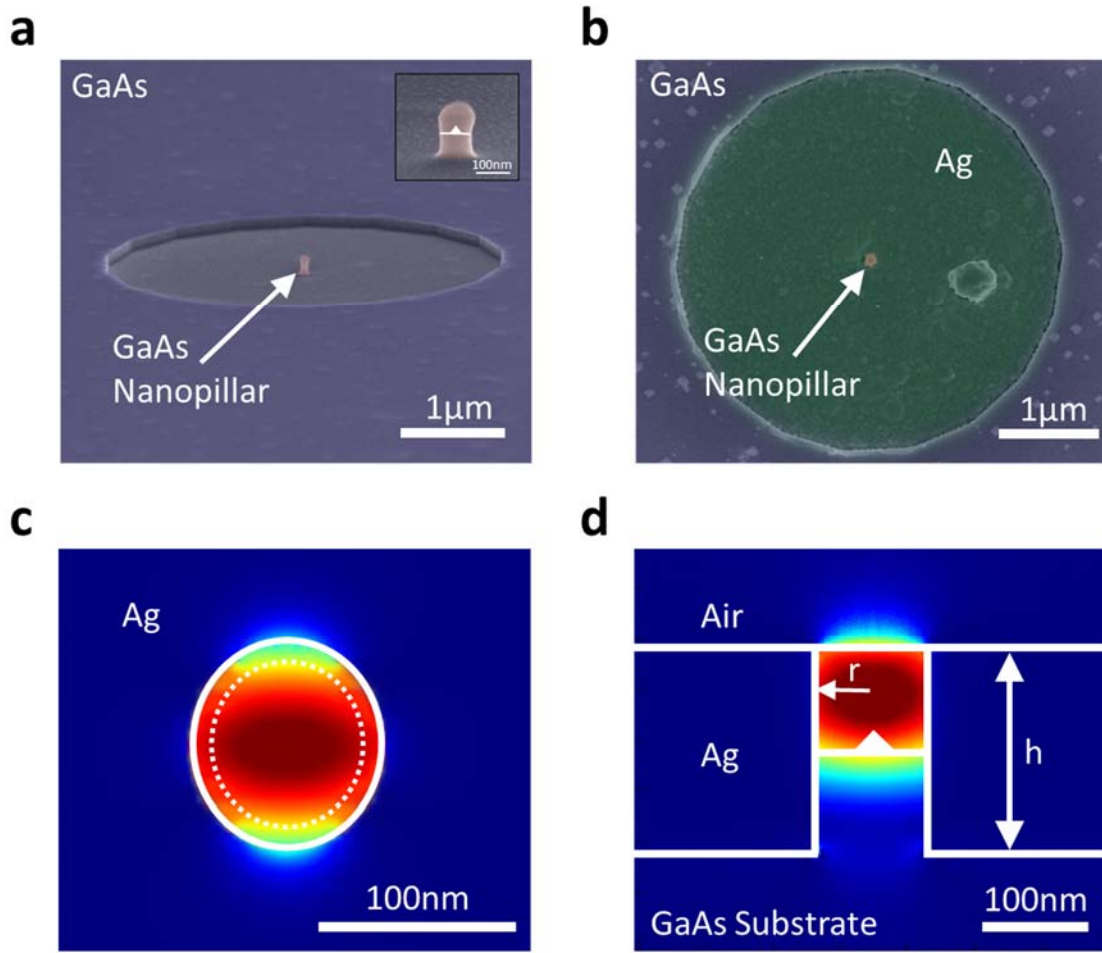 a
GaAs
100nm
GaAs
Nanopillar
1μm
b
GaAs
Ag
GaAs
Nanopillar
1μm
c
Ag
100nm
d
Air
r
Ag
h
GaAs Substrate
100nm